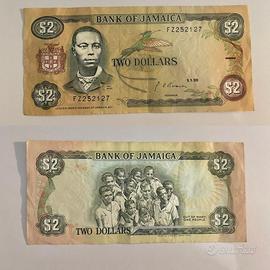 $2 BANK OF JAMAICA $2
FZ252127
TWO DOLLARS
FZ252127
$2 $2
$2 BANK OF JAMAICA $2
OUT OF MANY,
ONE PEOPLE
$2 TWO DOLLARS $2
subito